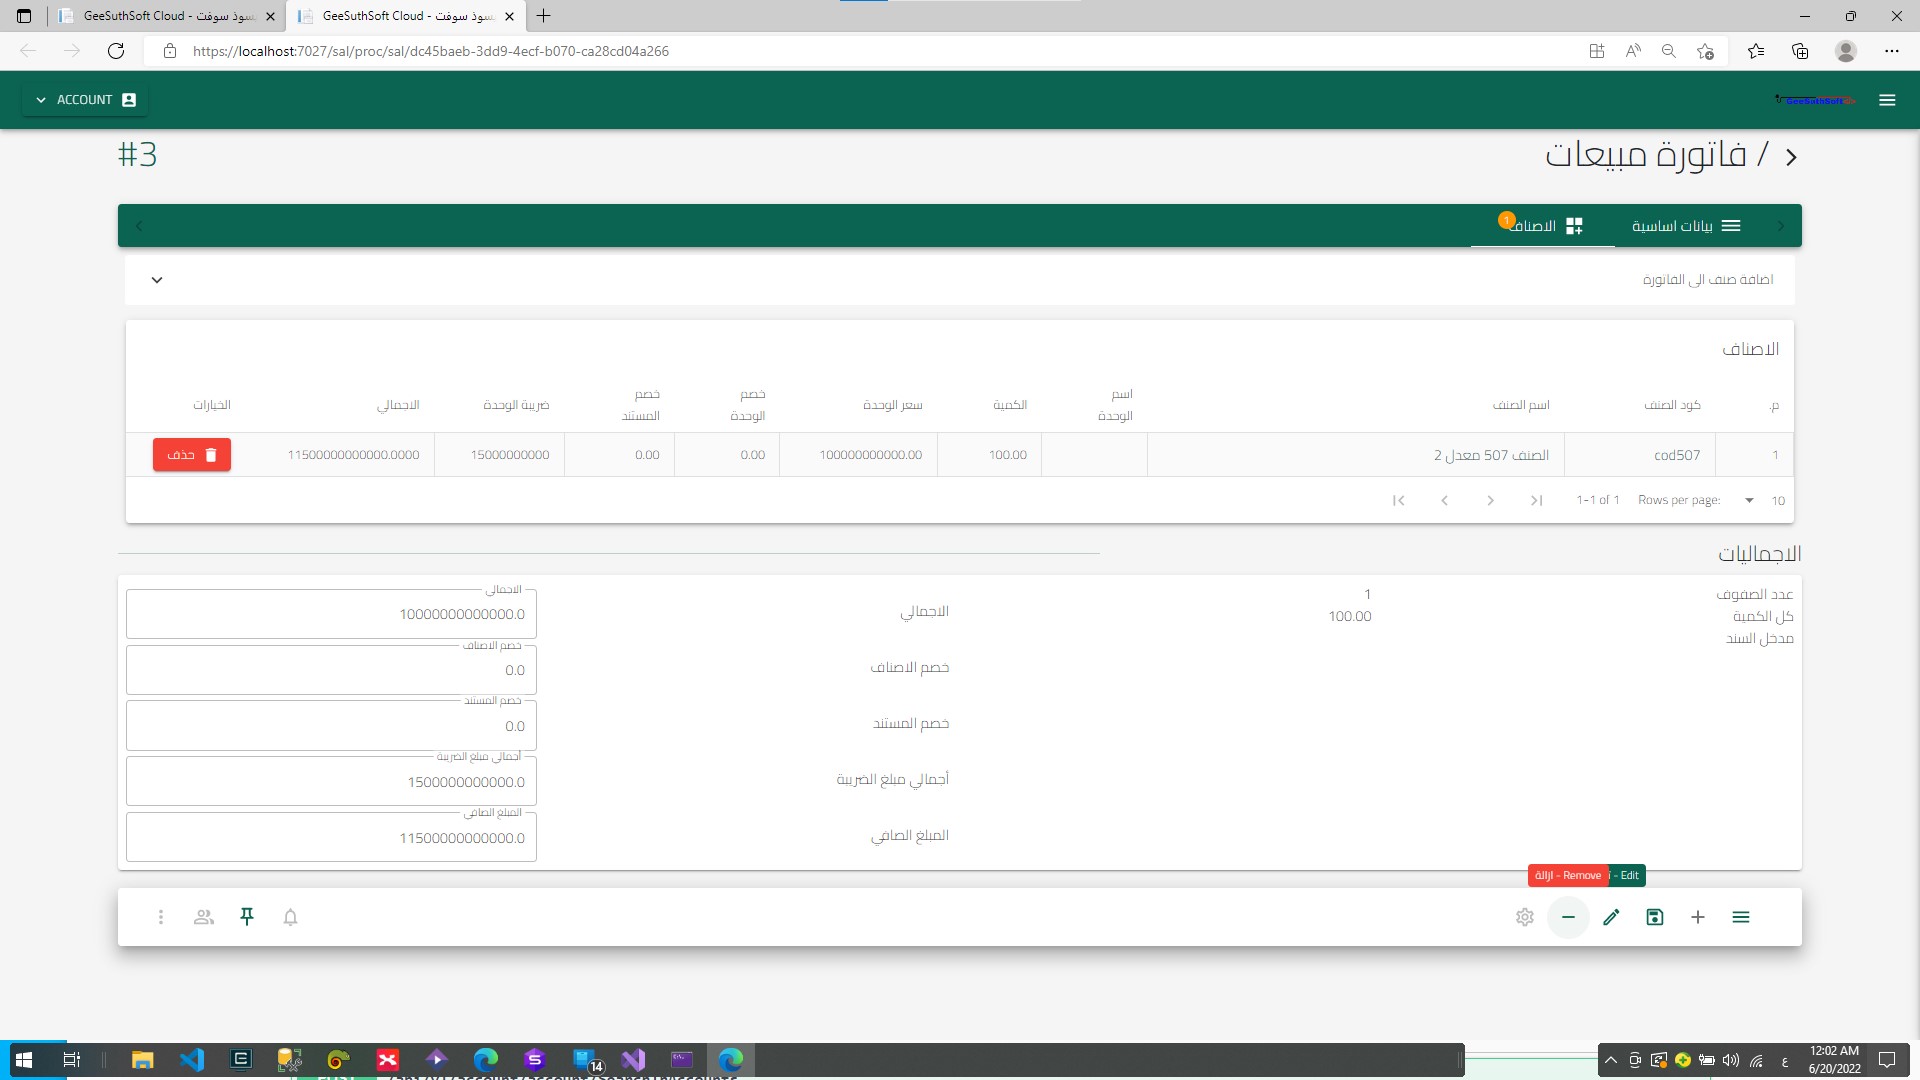 GeeSuthSoft Cloud - يسوذ سوفت
GeeSuthSoft Cloud - يسوذ سوفت
https://localhost:7027/sal/proc/sal/dc45baeb-3dd9-4ecf-b070-ca28cd04a266
ACCOUNT
GeeSuthSoft
/ فاتورة مبيعات
#3
بيانات اساسية
الاصناف
1
اضافة صنف الى الفاتورة
الاصناف
م. كود الصنف اسم الصنف اسم الوحدة الكمية سعر الوحدة خصم الوحدة خصم المستند ضريبة الوحدة الاجمالي الخيارات
1 cod507 الصنف 507 معدل 2 100.00 100000000000.00 0.00 0.00 15000000000 11500000000000.0000 حذف
1-1 of 1 Rows per page: 10
الاجماليات
عدد الصفوف 1
كل الكمية 100.00
مدخل السند
الاجمالي
الاجمالي
10000000000000.0
خصم الاصناف
خصم الاصناف
0.0
خصم المستند
خصم المستند
0.0
أجمالي مبلغ الضريبة
أجمالي مبلغ الضريبة
1500000000000.0
المبلغ الصافي
المبلغ الصافي
11500000000000.0
ازالة - Remove
- Edit
14
ع
12:02 AM
6/20/2022